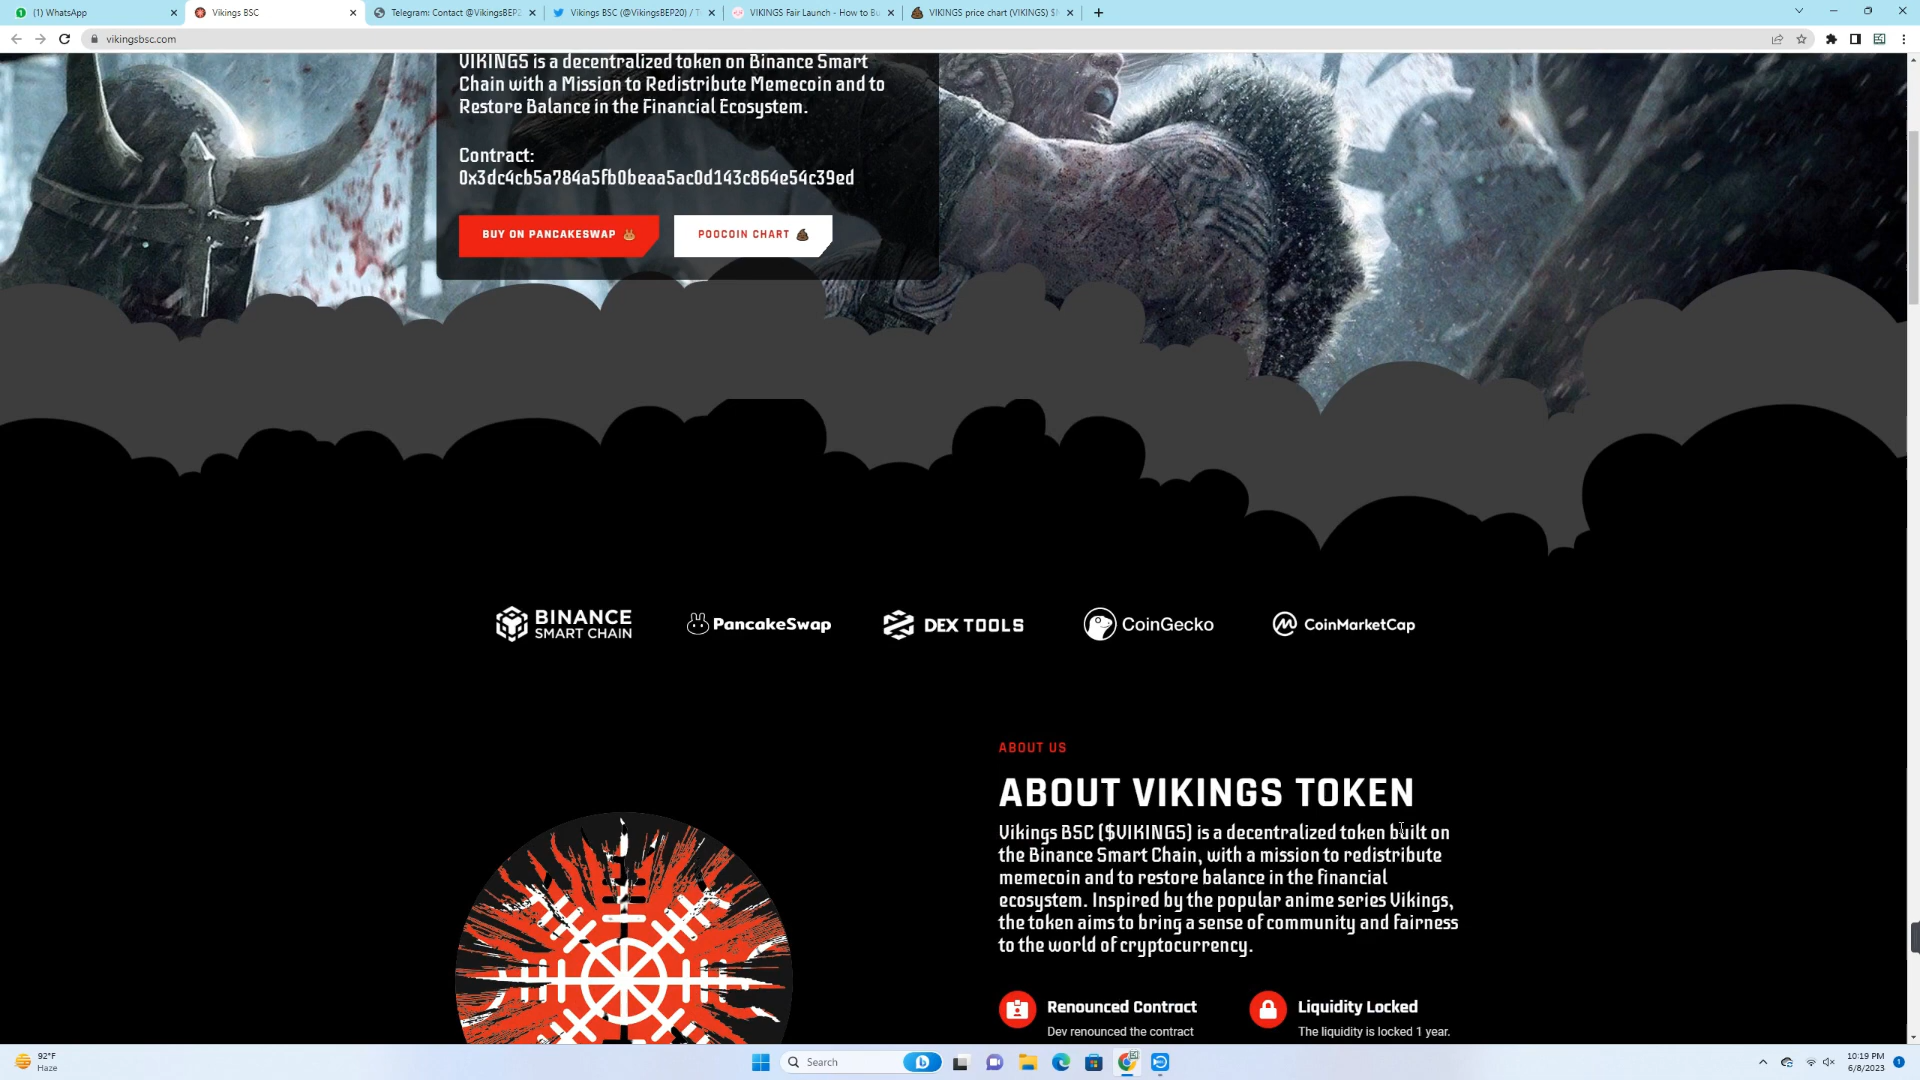 (1) WhatsApp
Vikings BSC
Telegram: Contact @VikingsBEP2
Vikings BSC (@VikingsBEP20) / T
VIKINGS Fair Launch - How to Bu
VIKINGS price chart (VIKINGS) $
vikingsbsc.com
VIKINGS is a decentralized token on Binance Smart
Chain with a Mission to Redistribute Memecoin and to
Restore Balance in the Financial Ecosystem.
Contract:
0x3dc4cb5a784a5fb0beaa5ac0d143c864e54c39ed
BUY ON PANCAKESWAP
POOCOIN CHART
BINANCE
SMART CHAIN
PancakeSwap
DEX TOOLS
CoinGecko
CoinMarketCap
ABOUT US
ABOUT VIKINGS TOKEN
Vikings BSC ($VIKINGS) is a decentralized token built on
the Binance Smart Chain, with a mission to redistribute
memecoin and to restore balance in the financial
ecosystem. Inspired by the popular anime series Vikings,
the token aims to bring a sense of community and fairness
to the world of cryptocurrency.
Renounced Contract
Dev renounced the contract
Liquidity Locked
The liquidity is locked 1 year.
92°F
Haze
Search
10:19 PM
6/8/2023
1